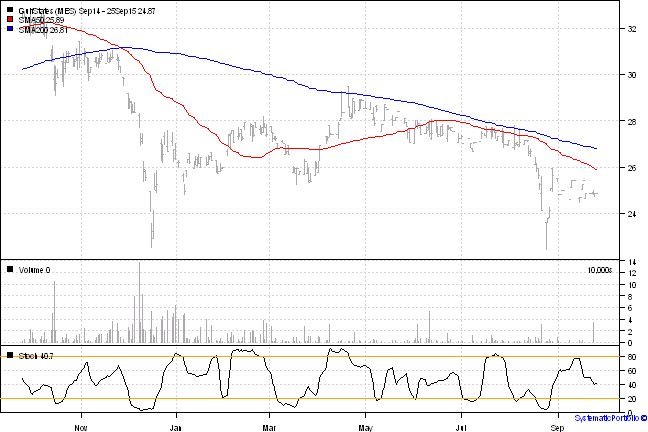 Gulf States (MES) Sep14 - 25Sep15 24.87
SMA50 25.89
SMA200 26.81
32
30
28
26
24
Volume 0
10,000s
14
12
10
8
6
4
2
0
Stoch 40.7
80
60
40
20
0
Nov Jan Mar May Jul Sep
SystematicPortfolio ©